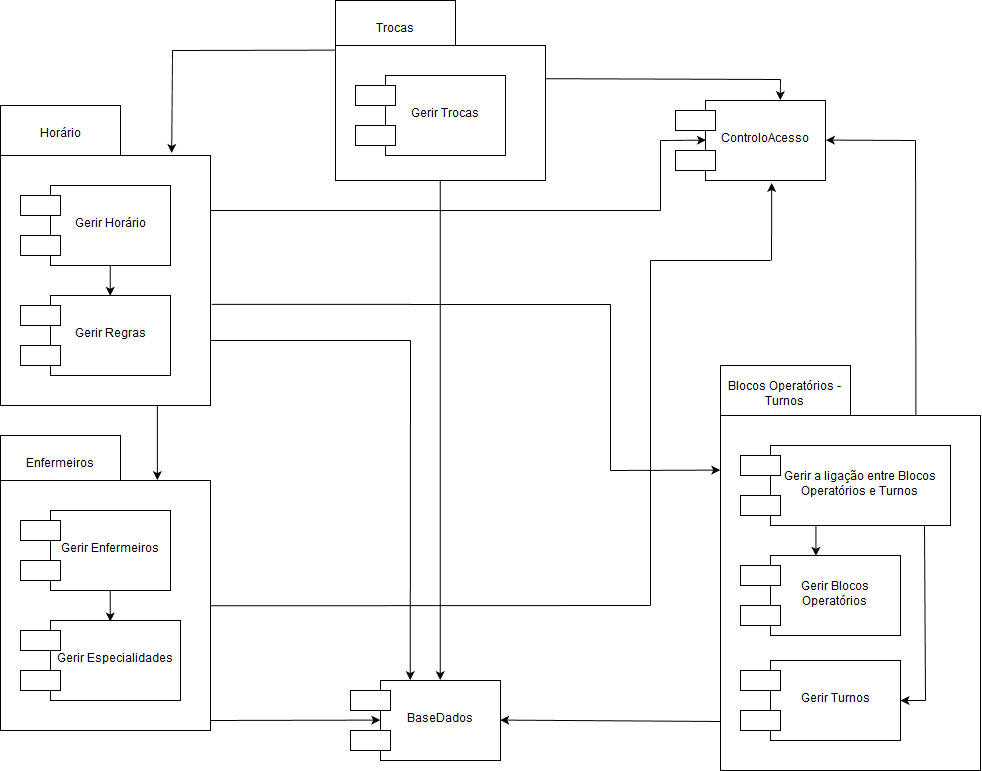 Trocas
Gerir Trocas
ControloAcesso
Horário
Gerir Horário
Gerir Regras
Enfermeiros
Gerir Enfermeiros
Gerir Especialidades
BaseDados
Blocos Operatórios -
Turnos
Gerir a ligação entre Blocos
Operatórios e Turnos
Gerir Blocos
Operatórios
Gerir Turnos